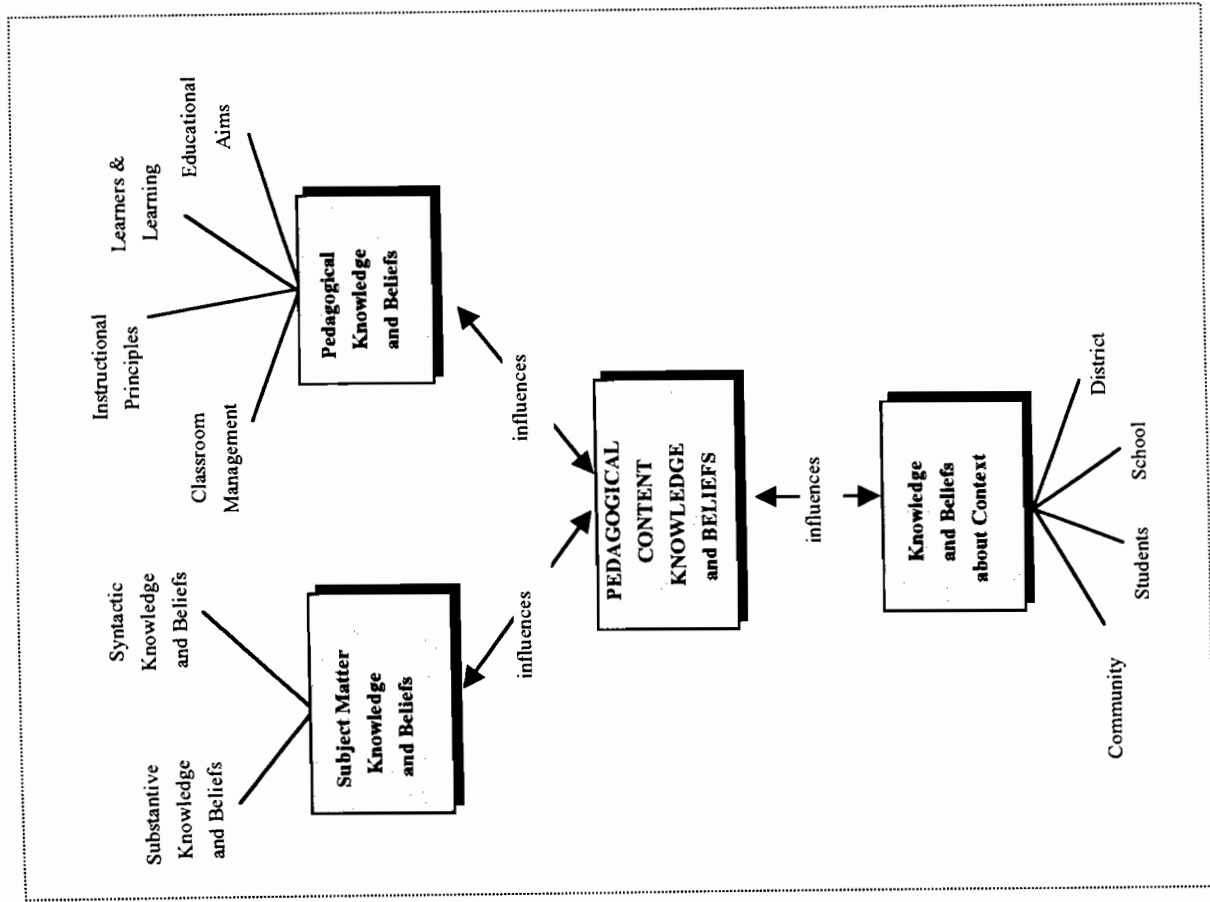 Substantive
Knowledge
and Beliefs
Syntactic
Knowledge
and Beliefs
Classroom
Management
Instructional
Principles
Learners &
Learning
Educational
Aims
Subject Matter
Knowledge
and Beliefs
Pedagogical
Knowledge
and Beliefs
influences
influences
PEDAGOGICAL
CONTENT
KNOWLEDGE
and BELIEFS
influences
Knowledge
and Beliefs
about Context
Community
Students
School
District